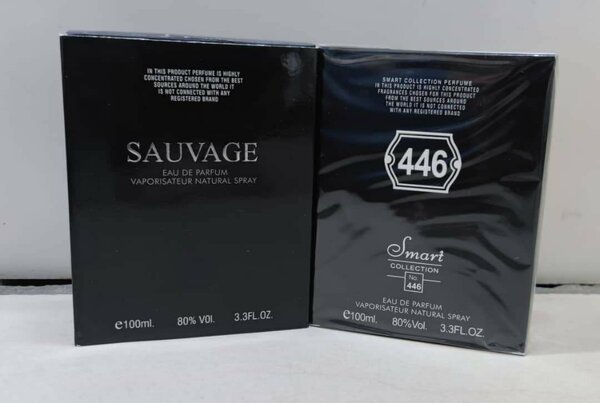 IN THIS PRODUCT PERFUME IS HIGHLY
CONCENTRATED CHOSEN FROM THE BEST
SOURCES AROUND THE WORLD IT
IS NOT CONNECTED WITH ANY
REGISTERED BRAND
SAUVAGE
EAU DE PARFUM
VAPORISATEUR NATURAL SPRAY
e100ml. 80% VOl. 3.3FL.OZ.
SMART COLLECTION PERFUME
IN THIS PRODUCT IS HIGHLY CONCENTRATED
FRAGRANCES CHOSEN FOR THIS PRODUCT
FROM THE BEST SOURCES AROUND
THE WORLD IT IS NOT CONNECTED
WITH ANY REGISTERED BRAND
446
Smart
COLLECTION
No.
446
EAU DE PARFUM
VAPORISATEUR NATURAL SPRAY
e100ml. 80% Vol. 3.3FL.OZ.